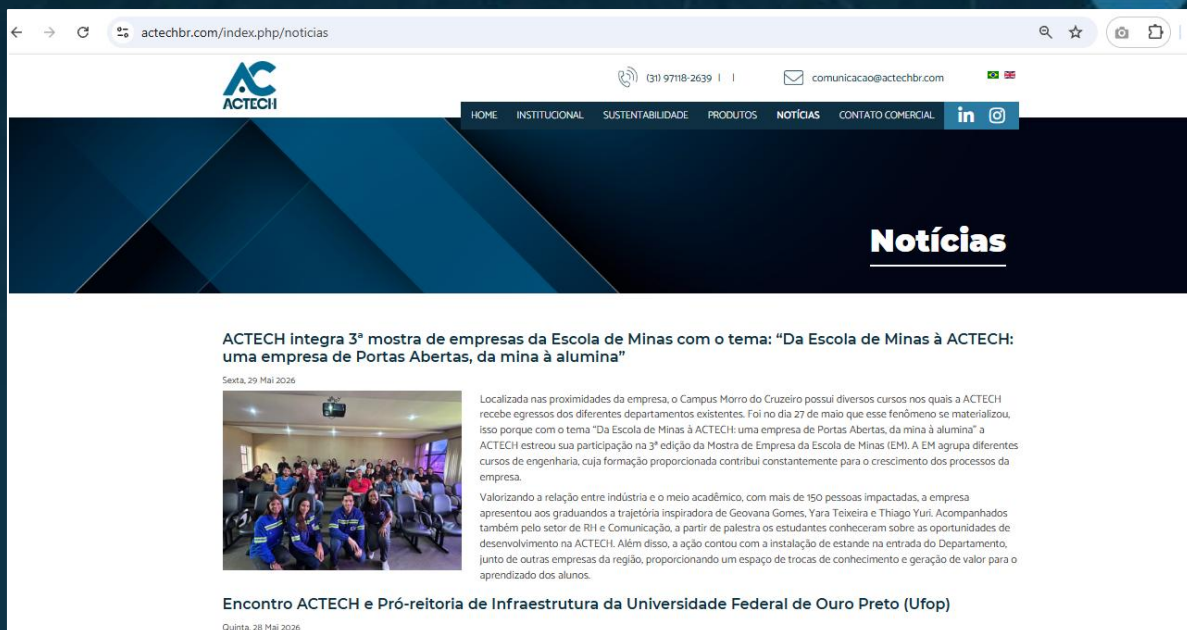 actechbr.com/index.php/noticias
AC
ACTECH
(31) 97118-2639 | |
comunicacao@actechbr.com
HOME INSTITUCIONAL SUSTENTABILIDADE PRODUTOS NOTÍCIAS CONTATO COMERCIAL in
Notícias
ACTECH integra 3ª mostra de empresas da Escola de Minas com o tema: “Da Escola de Minas à ACTECH:
uma empresa de Portas Abertas, da mina à alumina”
Sexta, 29 Mai 2026
Localizada nas proximidades da empresa, o Campus Morro do Cruzeiro possui diversos cursos nos quais a ACTECH
recebe egressos dos diferentes departamentos existentes. Foi no dia 27 de maio que esse fenômeno se materializou,
isso porque com o tema “Da Escola de Minas à ACTECH: uma empresa de Portas Abertas, da mina à alumina” a
ACTECH estreou sua participação na 3ª edição da Mostra de Empresa da Escola de Minas (EM). A EM agrupa diferentes
cursos de engenharia, cuja formação proporcionada contribui constantemente para o crescimento dos processos da
empresa.
Valorizando a relação entre indústria e o meio acadêmico, com mais de 150 pessoas impactadas, a empresa
apresentou aos graduandos a trajetória inspiradora de Geovana Gomes, Yara Teixeira e Thiago Yuri. Acompanhados
também pelo setor de RH e Comunicação, a partir de palestra os estudantes conheceram sobre as oportunidades de
desenvolvimento na ACTECH. Além disso, a ação contou com a instalação de estande na entrada do Departamento,
junto de outras empresas da região, proporcionando um espaço de trocas de conhecimento e geração de valor para o
aprendizado dos alunos.
Encontro ACTECH e Pró-reitoria de Infraestrutura da Universidade Federal de Ouro Preto (Ufop)
Quinta, 28 Mai 2026